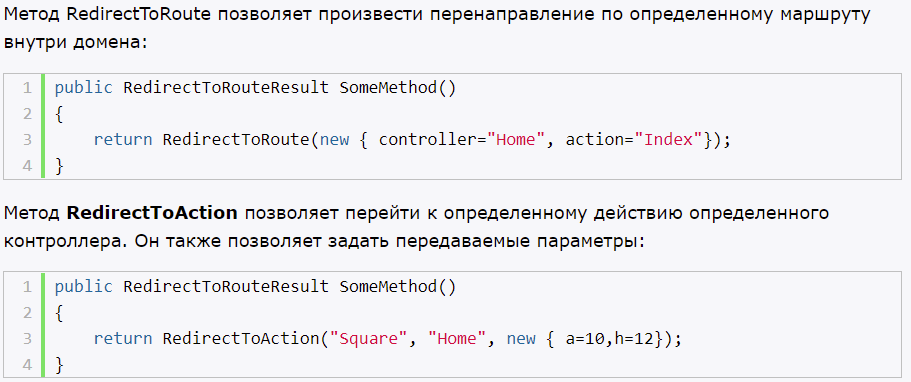 Метод RedirectToRoute позволяет произвести перенаправление по определенному маршруту
внутри домена:
1 public RedirectToRouteResult SomeMethod()
2 {
3     return RedirectToRoute(new { controller="Home", action="Index"});
4 }
Метод RedirectToAction позволяет перейти к определенному действию определенного
контроллера. Он также позволяет задать передаваемые параметры:
1 public RedirectToRouteResult SomeMethod()
2 {
3     return RedirectToAction("Square", "Home", new { a=10,h=12});
4 }